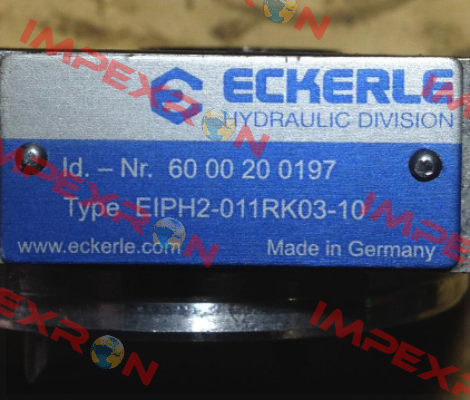 IMPEXRON
ECKERLE
HYDRAULIC DIVISION
Id. – Nr. 60 00 20 0197
Type EIPH2-011RK03-10
www.eckerle.com Made in Germany
IMPEXRON